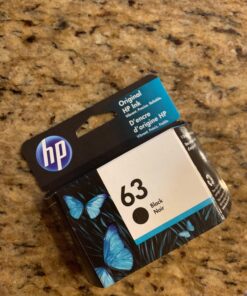 Original
HP Ink
D'encre
d'origine HP
hp
63
Black
Noir